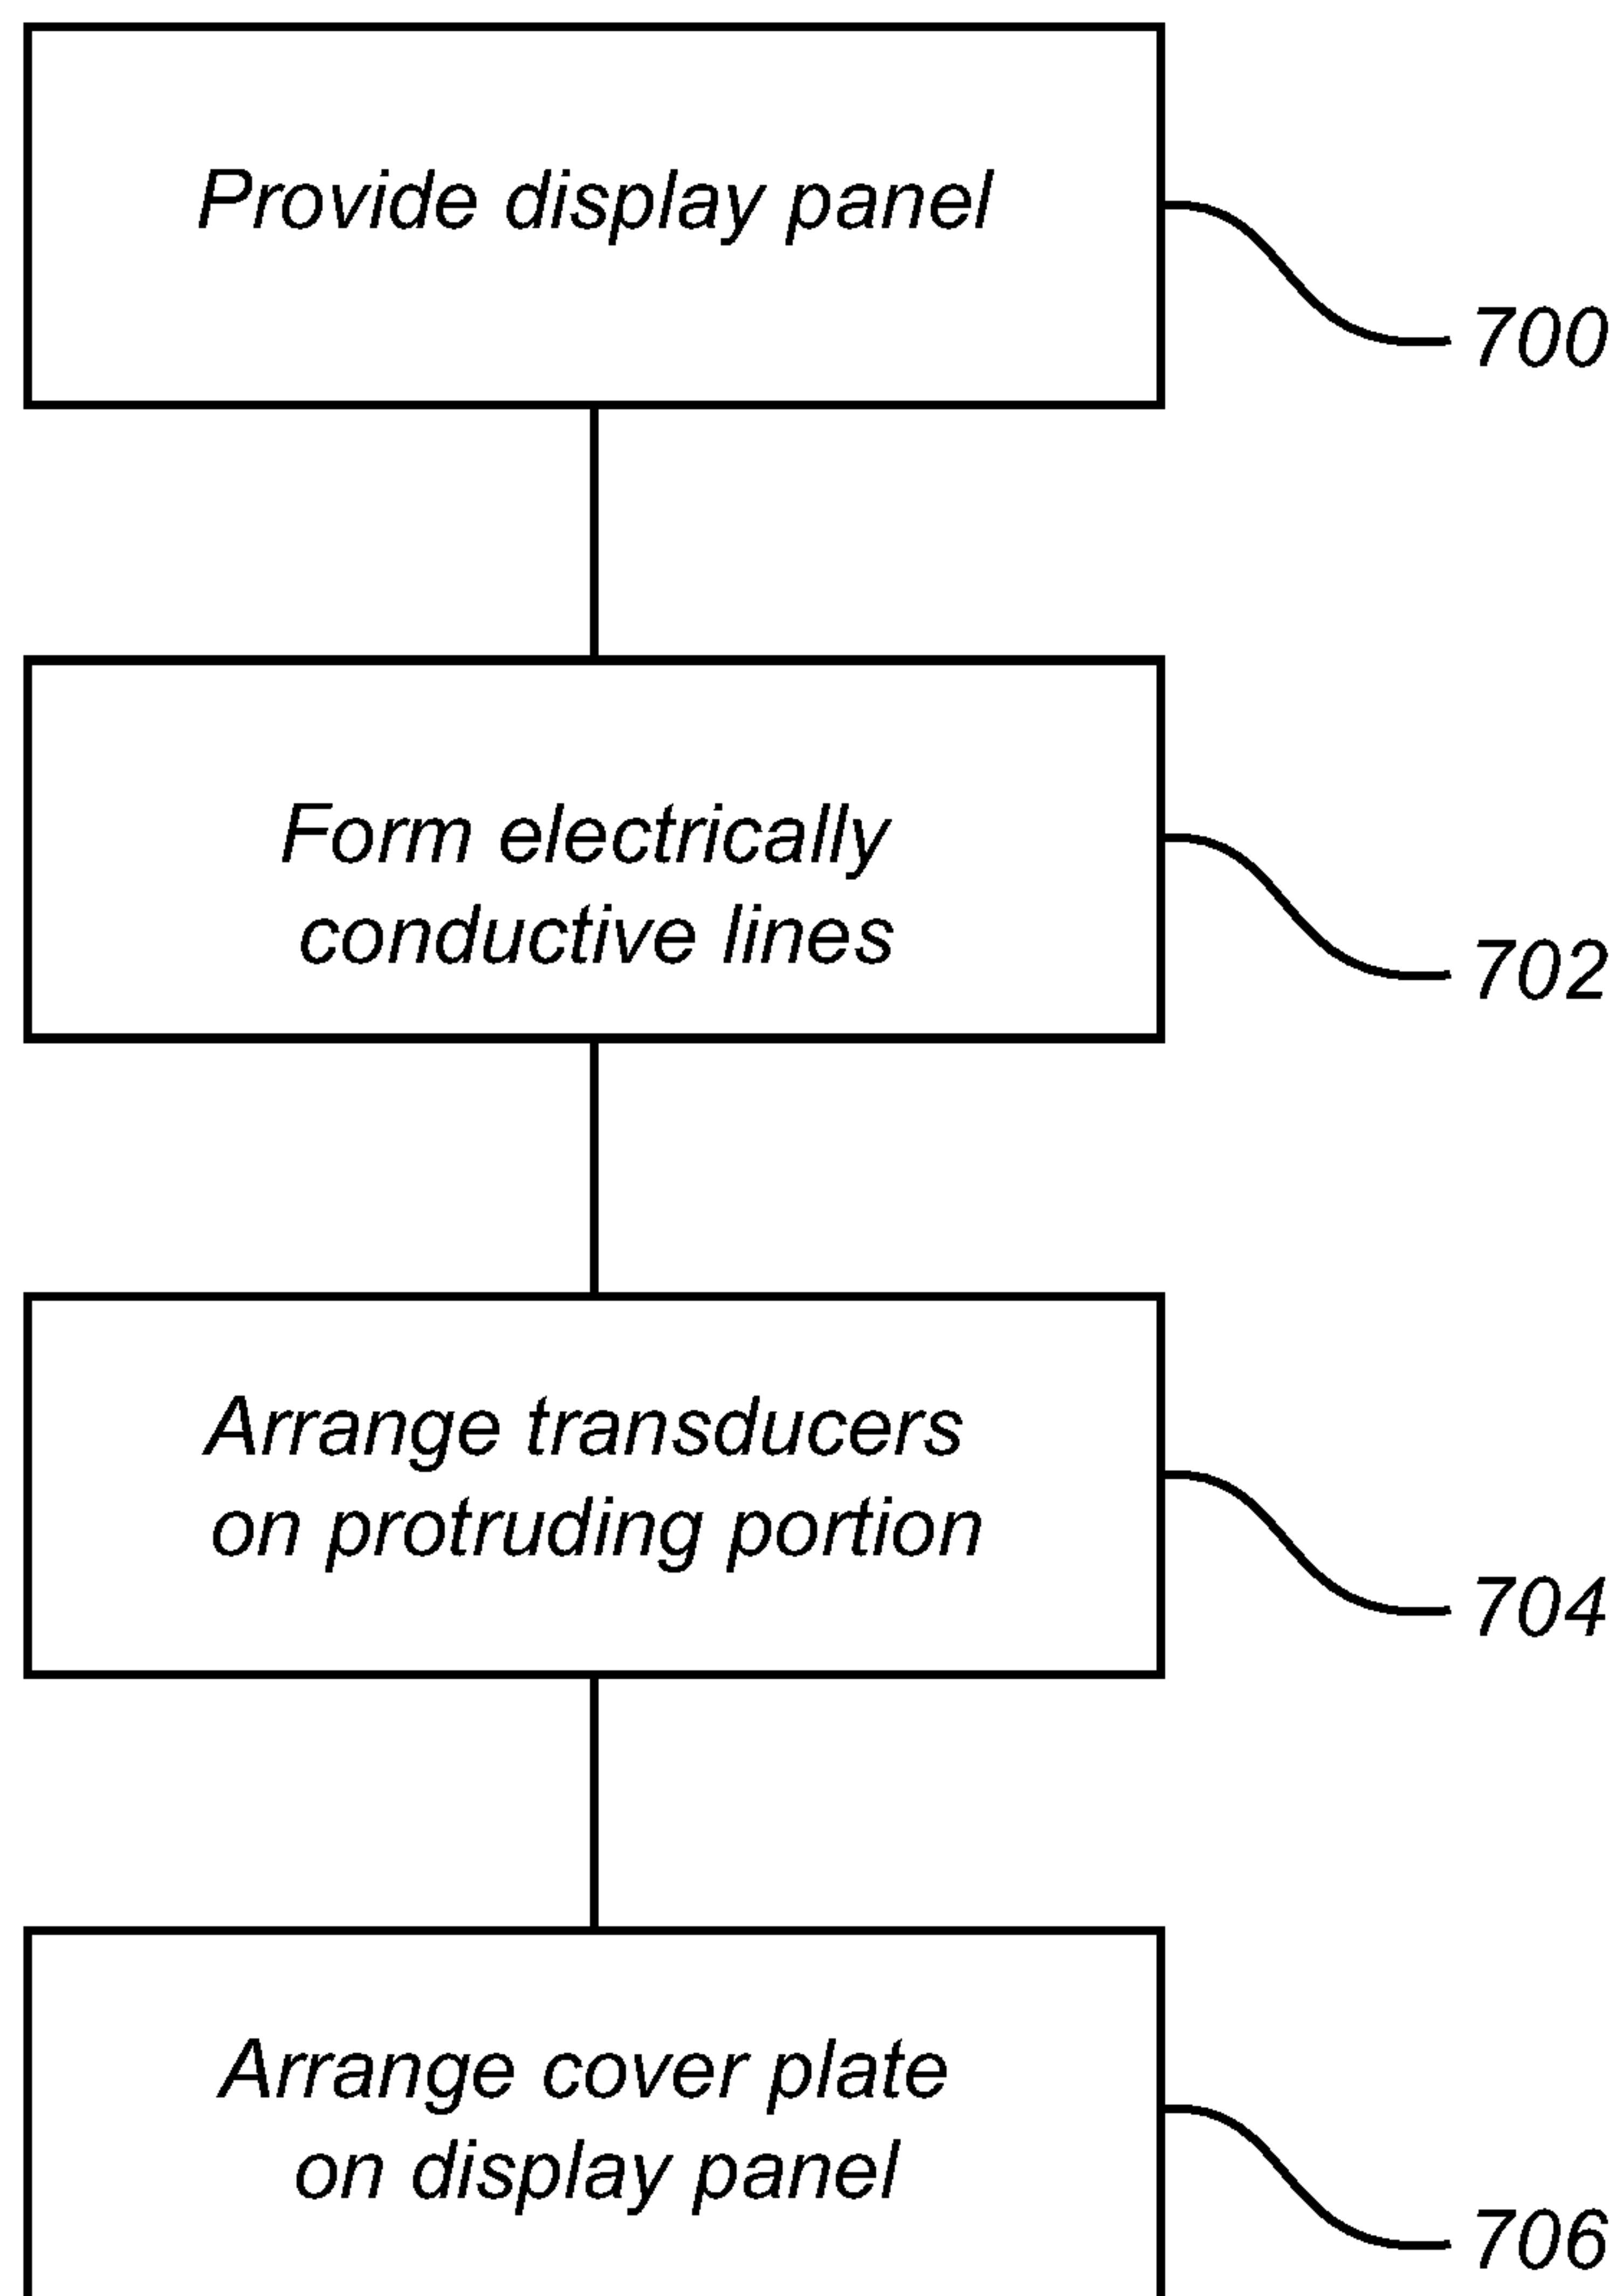 Provide display panel
700
Form electrically
conductive lines
702
Arrange transducers
on protruding portion
704
Arrange cover plate
on display panel
706